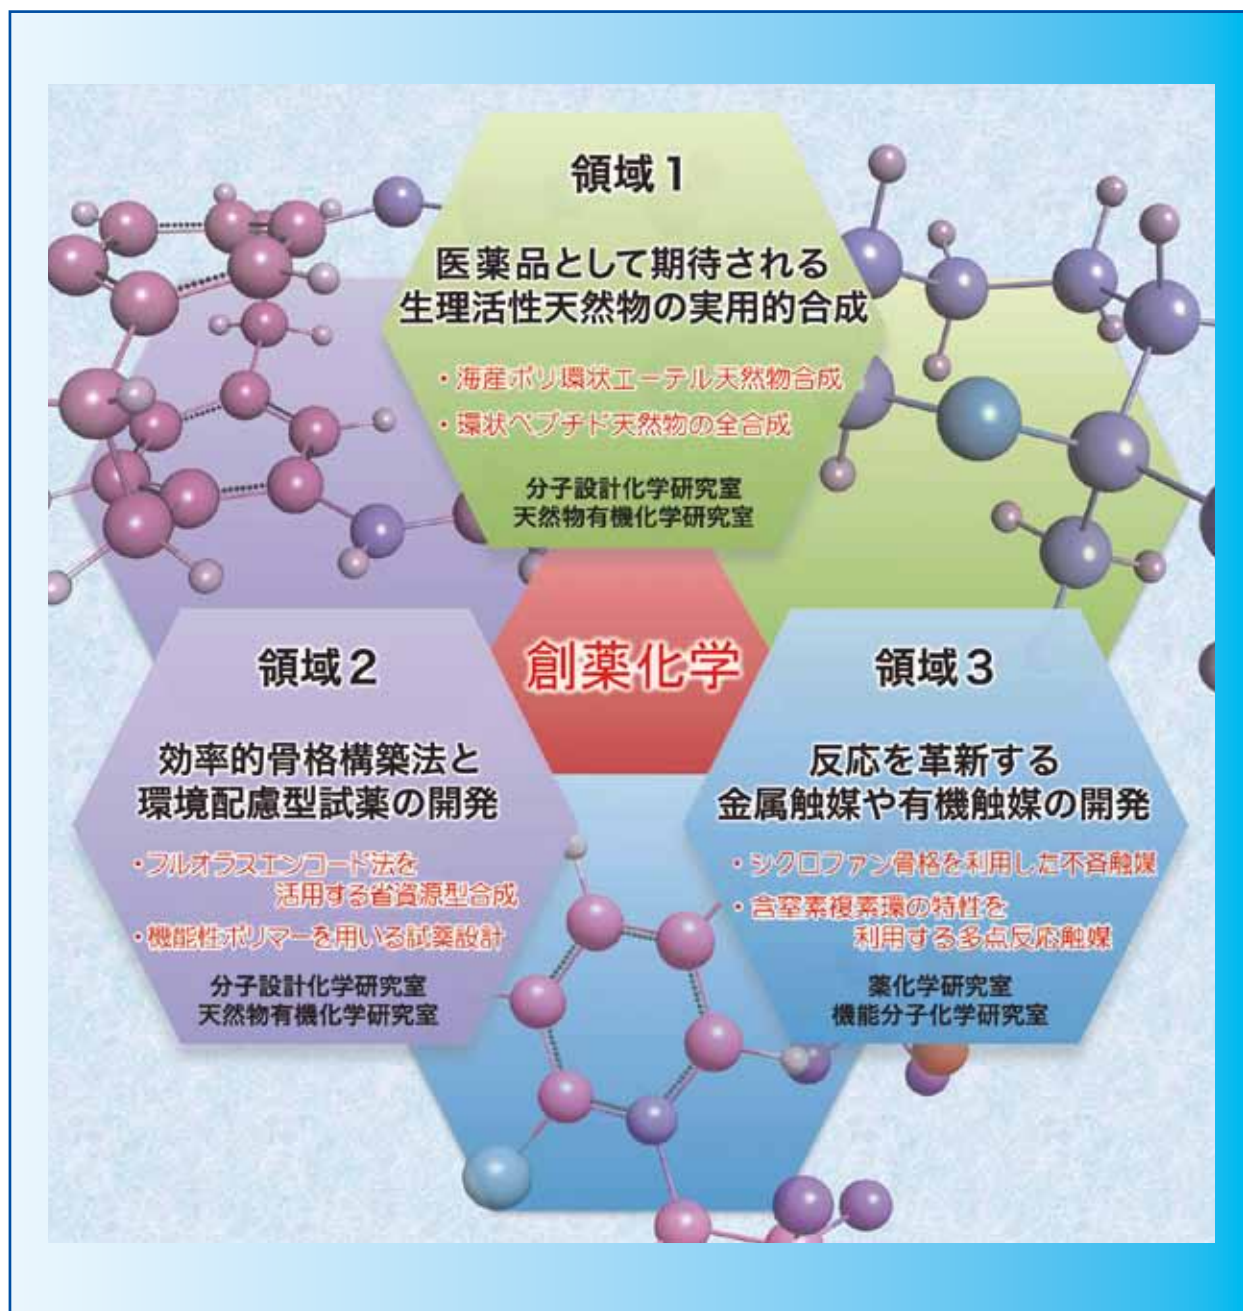 領域1
医薬品として期待される
生理活性天然物の実用的合成
・海産ポリ環状エーテル天然物合成
・環状ペプチド天然物の全合成
分子設計化学研究室
天然物有機化学研究室
創薬化学
領域2
効率的骨格構築法と
環境配慮型試薬の開発
・フルオラスエンコード法を
活用する省資源型合成
・機能性ポリマーを用いる試薬設計
分子設計化学研究室
天然物有機化学研究室
領域3
反応を革新する
金属触媒や有機触媒の開発
・シクロファン骨格を利用した不斉触媒
・含窒素複素環の特性を
利用する多点反応触媒
薬化学研究室
機能分子化学研究室